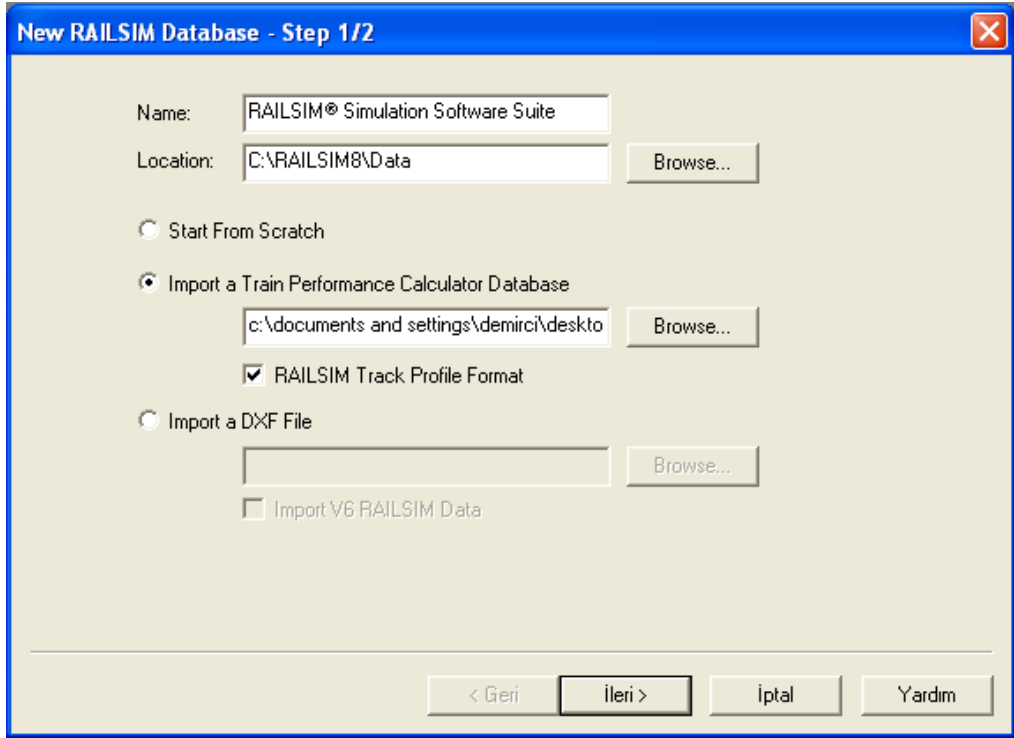 New RAILSIM Database - Step 1/2
Name: RAILSIM® Simulation Software Suite
Location: C:\RAILSIM8\Data Browse...
Start From Scratch
Import a Train Performance Calculator Database
c:\documents and settings\demirci\deskto Browse...
RAILSIM Track Profile Format
Import a DXF File
Browse...
Import V6 RAILSIM Data
< Geri İleri > İptal Yardım